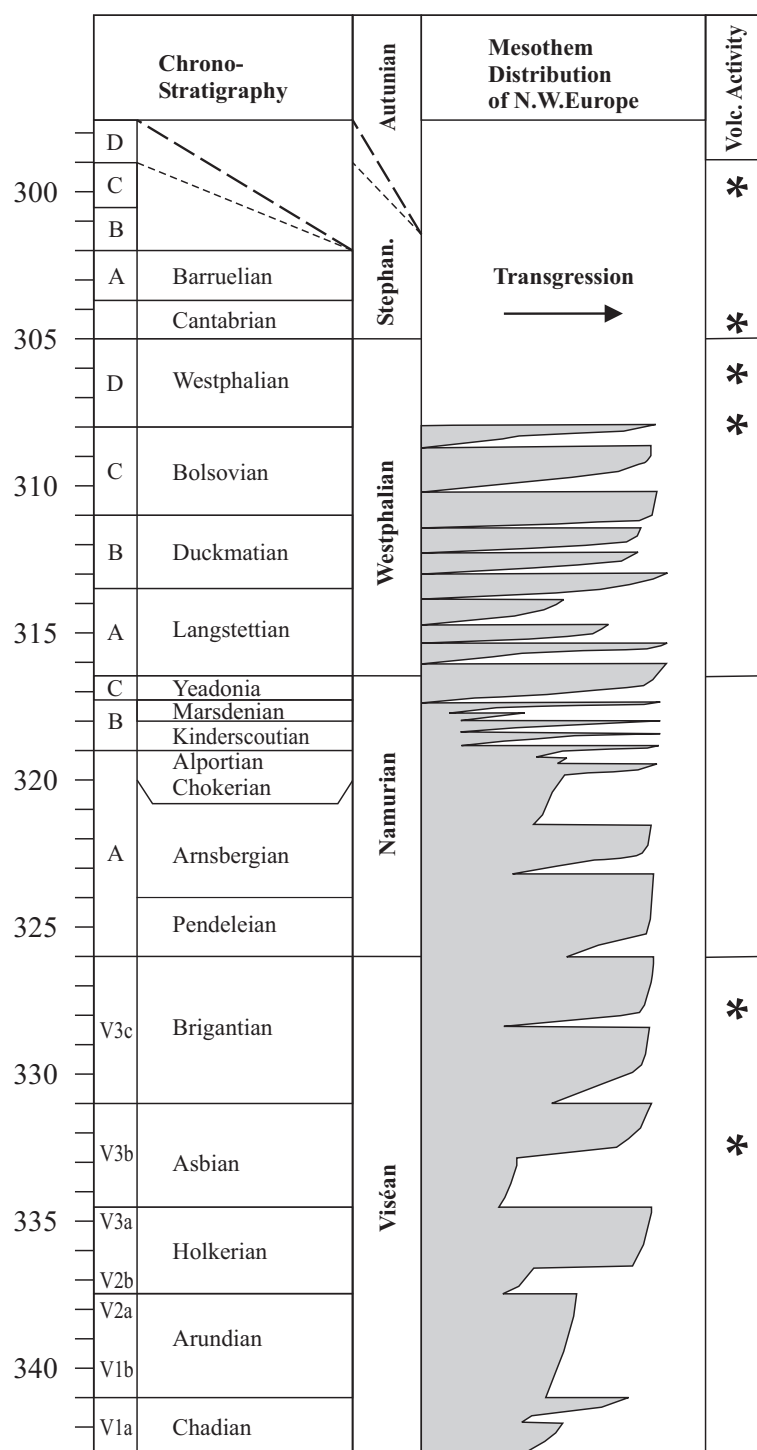 Chrono-
Stratigraphy
Autunian
Mesothem
Distribution
of N.W.Europe
Volc. Activity
D
300
C
*
B
A
Barruelian
Stephan.
Transgression
Cantabrian
*
305
D
Westphalian
*
*
C
Bolsovian
310
Westphalian
B
Duckmatian
A
Langstettian
315
C
Yeadonia
B
Marsdenian
Kinderscoutian
Alportian
320
Chokerian
Namurian
A
Arnsbergian
325
Pendeleian
V3c
Brigantian
*
330
V3b
Asbian
*
Viséan
335
V3a
Holkerian
V2b
V2a
Arundian
340
V1b
V1a
Chadian